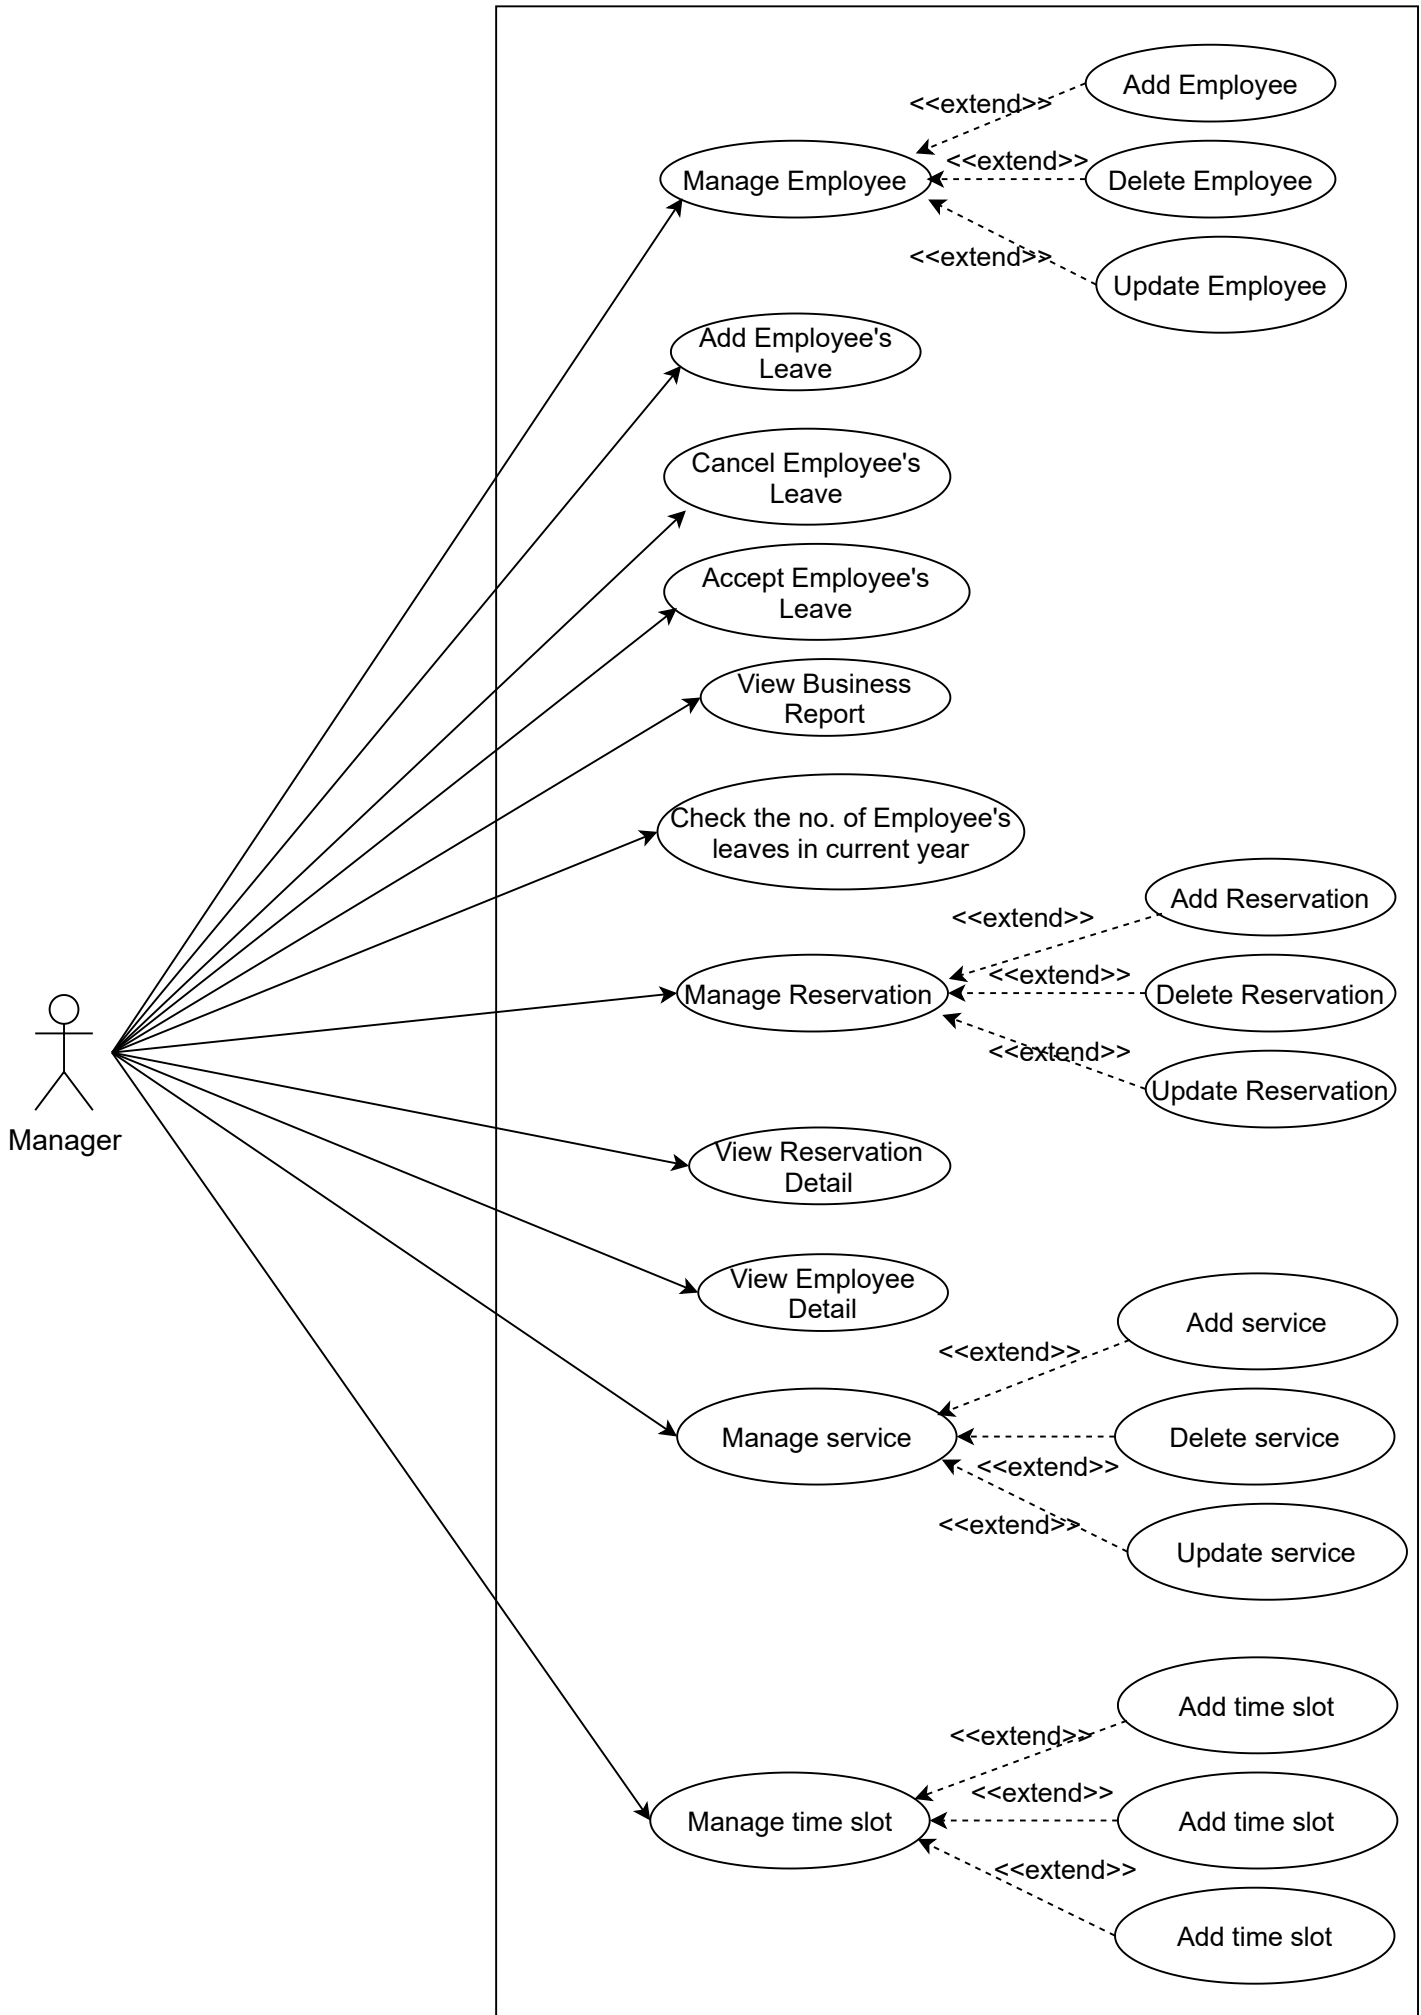 Add Employee
<<extend>>
<<extend>>
Manage Employee
Delete Employee
<<extend>>
Update Employee
Add Employee's
Leave
Cancel Employee's
Leave
Accept Employee's
Leave
View Business
Report
Check the no. of Employee's
leaves in current year
Add Reservation
<<extend>>
<<extend>>
Manage Reservation
Delete Reservation
<<extend>>
Update Reservation
Manager
View Reservation
Detail
View Employee
Detail
Add service
<<extend>>
Manage service
Delete service
<<extend>>
<<extend>>
Update service
Add time slot
<<extend>>
<<extend>>
Manage time slot
Add time slot
<<extend>>
Add time slot